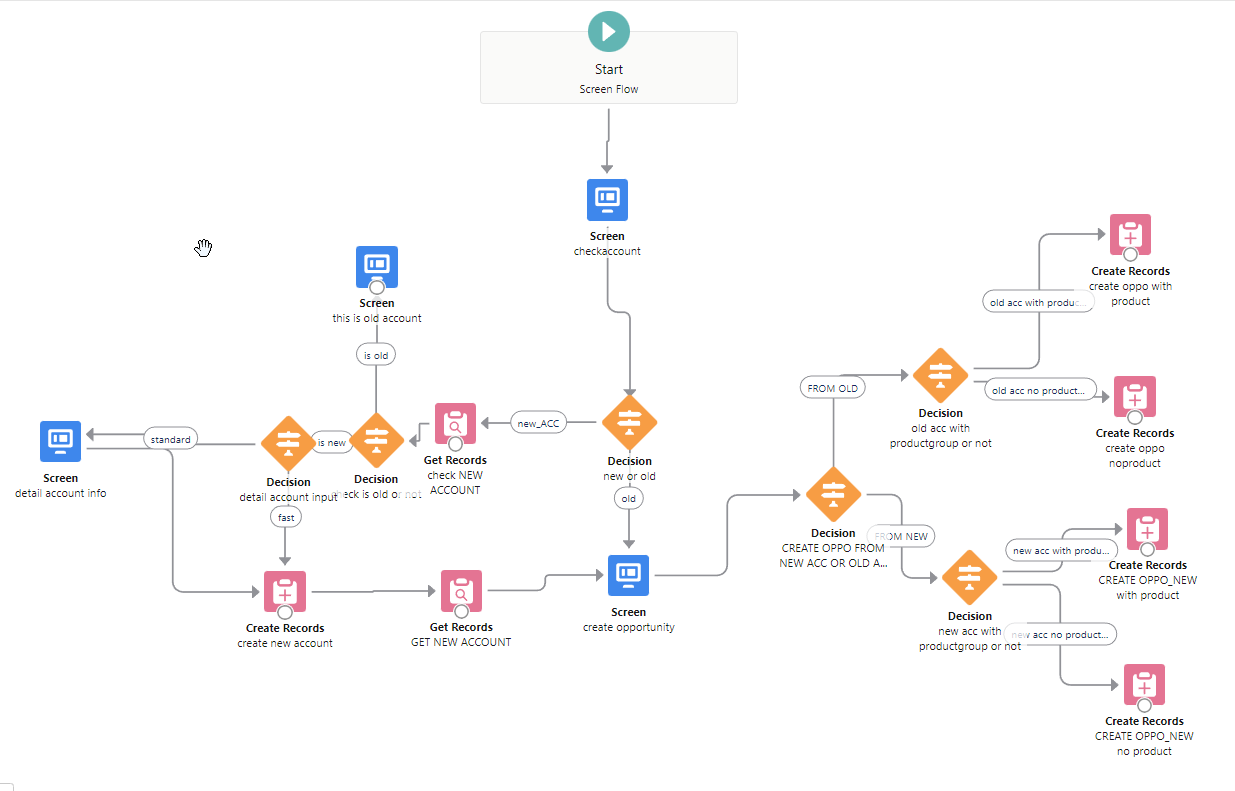 Start
Screen Flow
Screen
checkaccount
Screen
this is old account
is old
new_ACC
Decision
new or old
old
Get Records
check NEW
ACCOUNT
is new
Decision
eck is old or not
Decision
detail account input
standard
Screen
detail account info
fast
Create Records
create new account
Get Records
GET NEW ACCOUNT
Screen
create opportunity
FROM OLD
Decision
CREATE OPPO FROM
NEW ACC OR OLD A...
FROM NEW
Decision
old acc with
productgroup or not
old acc with produc...
Create Records
create oppo with
product
old acc no product...
Create Records
create oppo
noproduct
Decision
new acc with
productgroup or not
new acc with produ...
Create Records
CREATE OPPO_NEW
with product
new acc no product...
Create Records
CREATE OPPO_NEW
no product